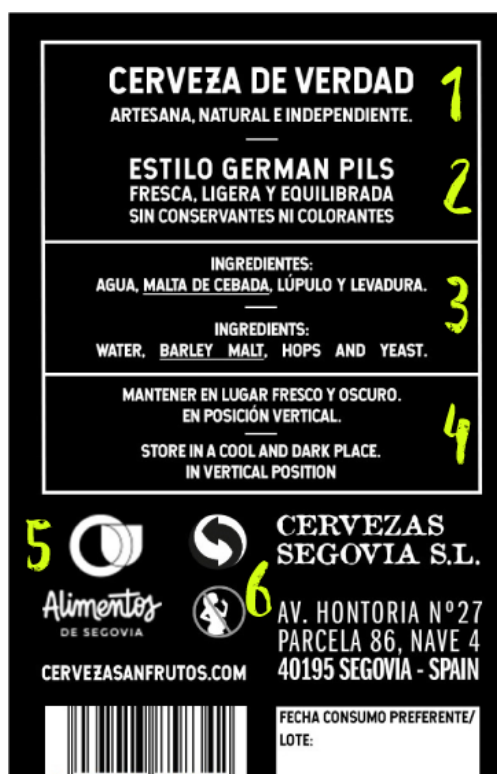 CERVEZA DE VERDAD
1
ARTESANA, NATURAL E INDEPENDIENTE.
ESTILO GERMAN PILS
2
FRESCA, LIGERA Y EQUILIBRADA
SIN CONSERVANTES NI COLORANTES
INGREDIENTES:
AGUA, MALTA DE CEBADA, LÚPULO Y LEVADURA.
3
INGREDIENTS:
WATER, BARLEY MALT, HOPS AND YEAST.
MANTENER EN LUGAR FRESCO Y OSCURO.
EN POSICIÓN VERTICAL.
4
STORE IN A COOL AND DARK PLACE.
IN VERTICAL POSITION
5
Alimentos
DE SEGOVIA
6
CERVEZASANFRUTOS.COM
CERVEZAS
SEGOVIA S.L.
AV. HONTORIA Nº27
PARCELA 86, NAVE 4
40195 SEGOVIA - SPAIN
FECHA CONSUMO PREFERENTE/
LOTE: